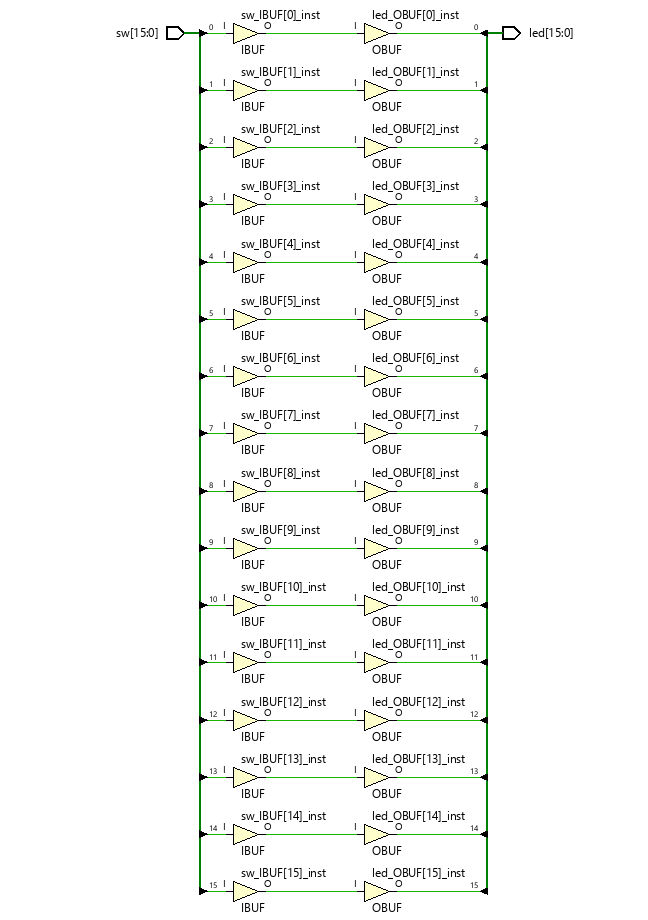 sw_IBUF[0]_inst led_OBUF[0]_inst
sw[15:0] 0 I O I O 0 led[15:0]
IBUF OBUF
sw_IBUF[1]_inst led_OBUF[1]_inst
1 I O I O 1
IBUF OBUF
sw_IBUF[2]_inst led_OBUF[2]_inst
2 I O I O 2
IBUF OBUF
sw_IBUF[3]_inst led_OBUF[3]_inst
3 I O I O 3
IBUF OBUF
sw_IBUF[4]_inst led_OBUF[4]_inst
4 I O I O 4
IBUF OBUF
sw_IBUF[5]_inst led_OBUF[5]_inst
5 I O I O 5
IBUF OBUF
sw_IBUF[6]_inst led_OBUF[6]_inst
6 I O I O 6
IBUF OBUF
sw_IBUF[7]_inst led_OBUF[7]_inst
7 I O I O 7
IBUF OBUF
sw_IBUF[8]_inst led_OBUF[8]_inst
8 I O I O 8
IBUF OBUF
sw_IBUF[9]_inst led_OBUF[9]_inst
9 I O I O 9
IBUF OBUF
sw_IBUF[10]_inst led_OBUF[10]_inst
10 I O I O 10
IBUF OBUF
sw_IBUF[11]_inst led_OBUF[11]_inst
11 I O I O 11
IBUF OBUF
sw_IBUF[12]_inst led_OBUF[12]_inst
12 I O I O 12
IBUF OBUF
sw_IBUF[13]_inst led_OBUF[13]_inst
13 I O I O 13
IBUF OBUF
sw_IBUF[14]_inst led_OBUF[14]_inst
14 I O I O 14
IBUF OBUF
sw_IBUF[15]_inst led_OBUF[15]_inst
15 I O I O 15
IBUF OBUF